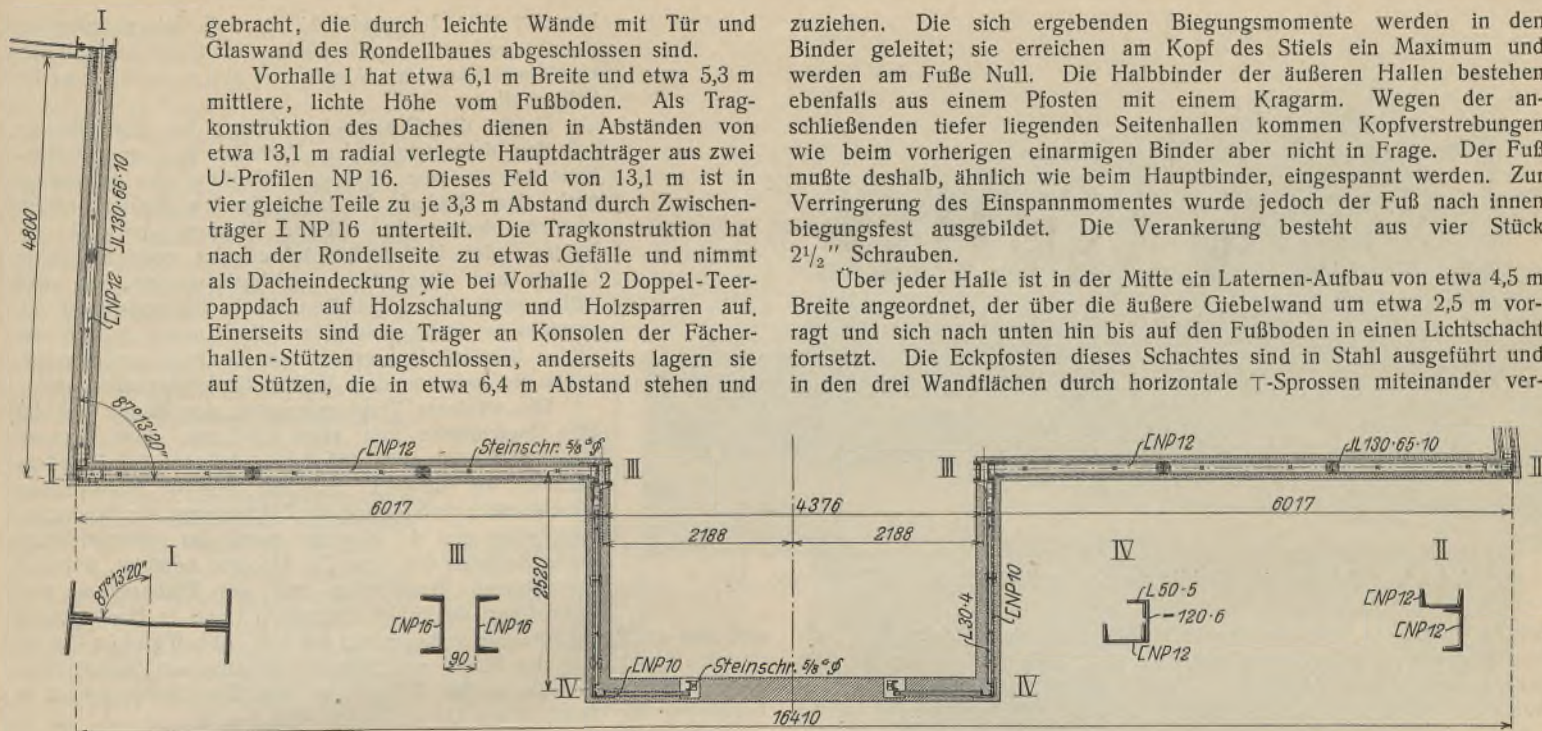 gebracht, die durch leichte Wände mit Tür und
Glaswand des Rondellbaues abgeschlossen sind.
Vorhalle 1 hat etwa 6,1 m Breite und etwa 5,3 m
mittlere, lichte Höhe vom Fußboden. Als Trag-
konstruktion des Daches dienen in Abständen von
etwa 13,1 m radial verlegte Hauptdachträger aus zwei
U-Profilen NP 16. Dieses Feld von 13,1 m ist in
vier gleiche Teile zu je 3,3 m Abstand durch Zwischen-
träger I NP 16 unterteilt. Die Tragkonstruktion hat
nach der Rondellseite zu etwas Gefälle und nimmt
als Dacheindeckung wie bei Vorhalle 2 Doppel-Teer-
pappdach auf Holzschalung und Holzsparren auf.
Einerseits sind die Träger an Konsolen der Fächer-
hallen-Stützen angeschlossen, anderseits lagern sie
auf Stützen, die in etwa 6,4 m Abstand stehen und
zuziehen. Die sich ergebenden Biegungsmomente werden in den
Binder geleitet; sie erreichen am Kopf des Stiels ein Maximum und
werden am Fuße Null. Die Halbbinder der äußeren Hallen bestehen
ebenfalls aus einem Pfosten mit einem Kragarm. Wegen der an-
schließenden tiefer liegenden Seitenhallen kommen Kopfverstrebungen
wie beim vorherigen einarmigen Binder aber nicht in Frage. Der Fuß
mußte deshalb, ähnlich wie beim Hauptbinder, eingespannt werden. Zur
Verringerung des Einspannmomentes wurde jedoch der Fuß nach innen
biegungsfest ausgebildet. Die Verankerung besteht aus vier Stück
2¹/₂″ Schrauben.
Über jeder Halle ist in der Mitte ein Laternen-Aufbau von etwa 4,5 m
Breite angeordnet, der über die äußere Giebelwand um etwa 2,5 m vor-
ragt und sich nach unten hin bis auf den Fußboden in einen Lichtschacht
fortsetzt. Die Eckpfosten dieses Schachtes sind in Stahl ausgeführt und
in den drei Wandflächen durch horizontale ⊤-Sprossen miteinander ver-
I
4800
JL 130·65·10
[NP12
87°13'20"
II
[NP12
Steinschr. 5/8"∮
III
III
[NP12
JL130·65·10
II
6017
4376
6017
2188
2188
2520
I
87°13'20"
III
[NP16
[NP16
90
L30·4
[NP10
IV
L50·5
-120·6
[NP12
II
[NP12
[NP12
IV
[NP10
Steinschr. 5/8"∮
IV
16410